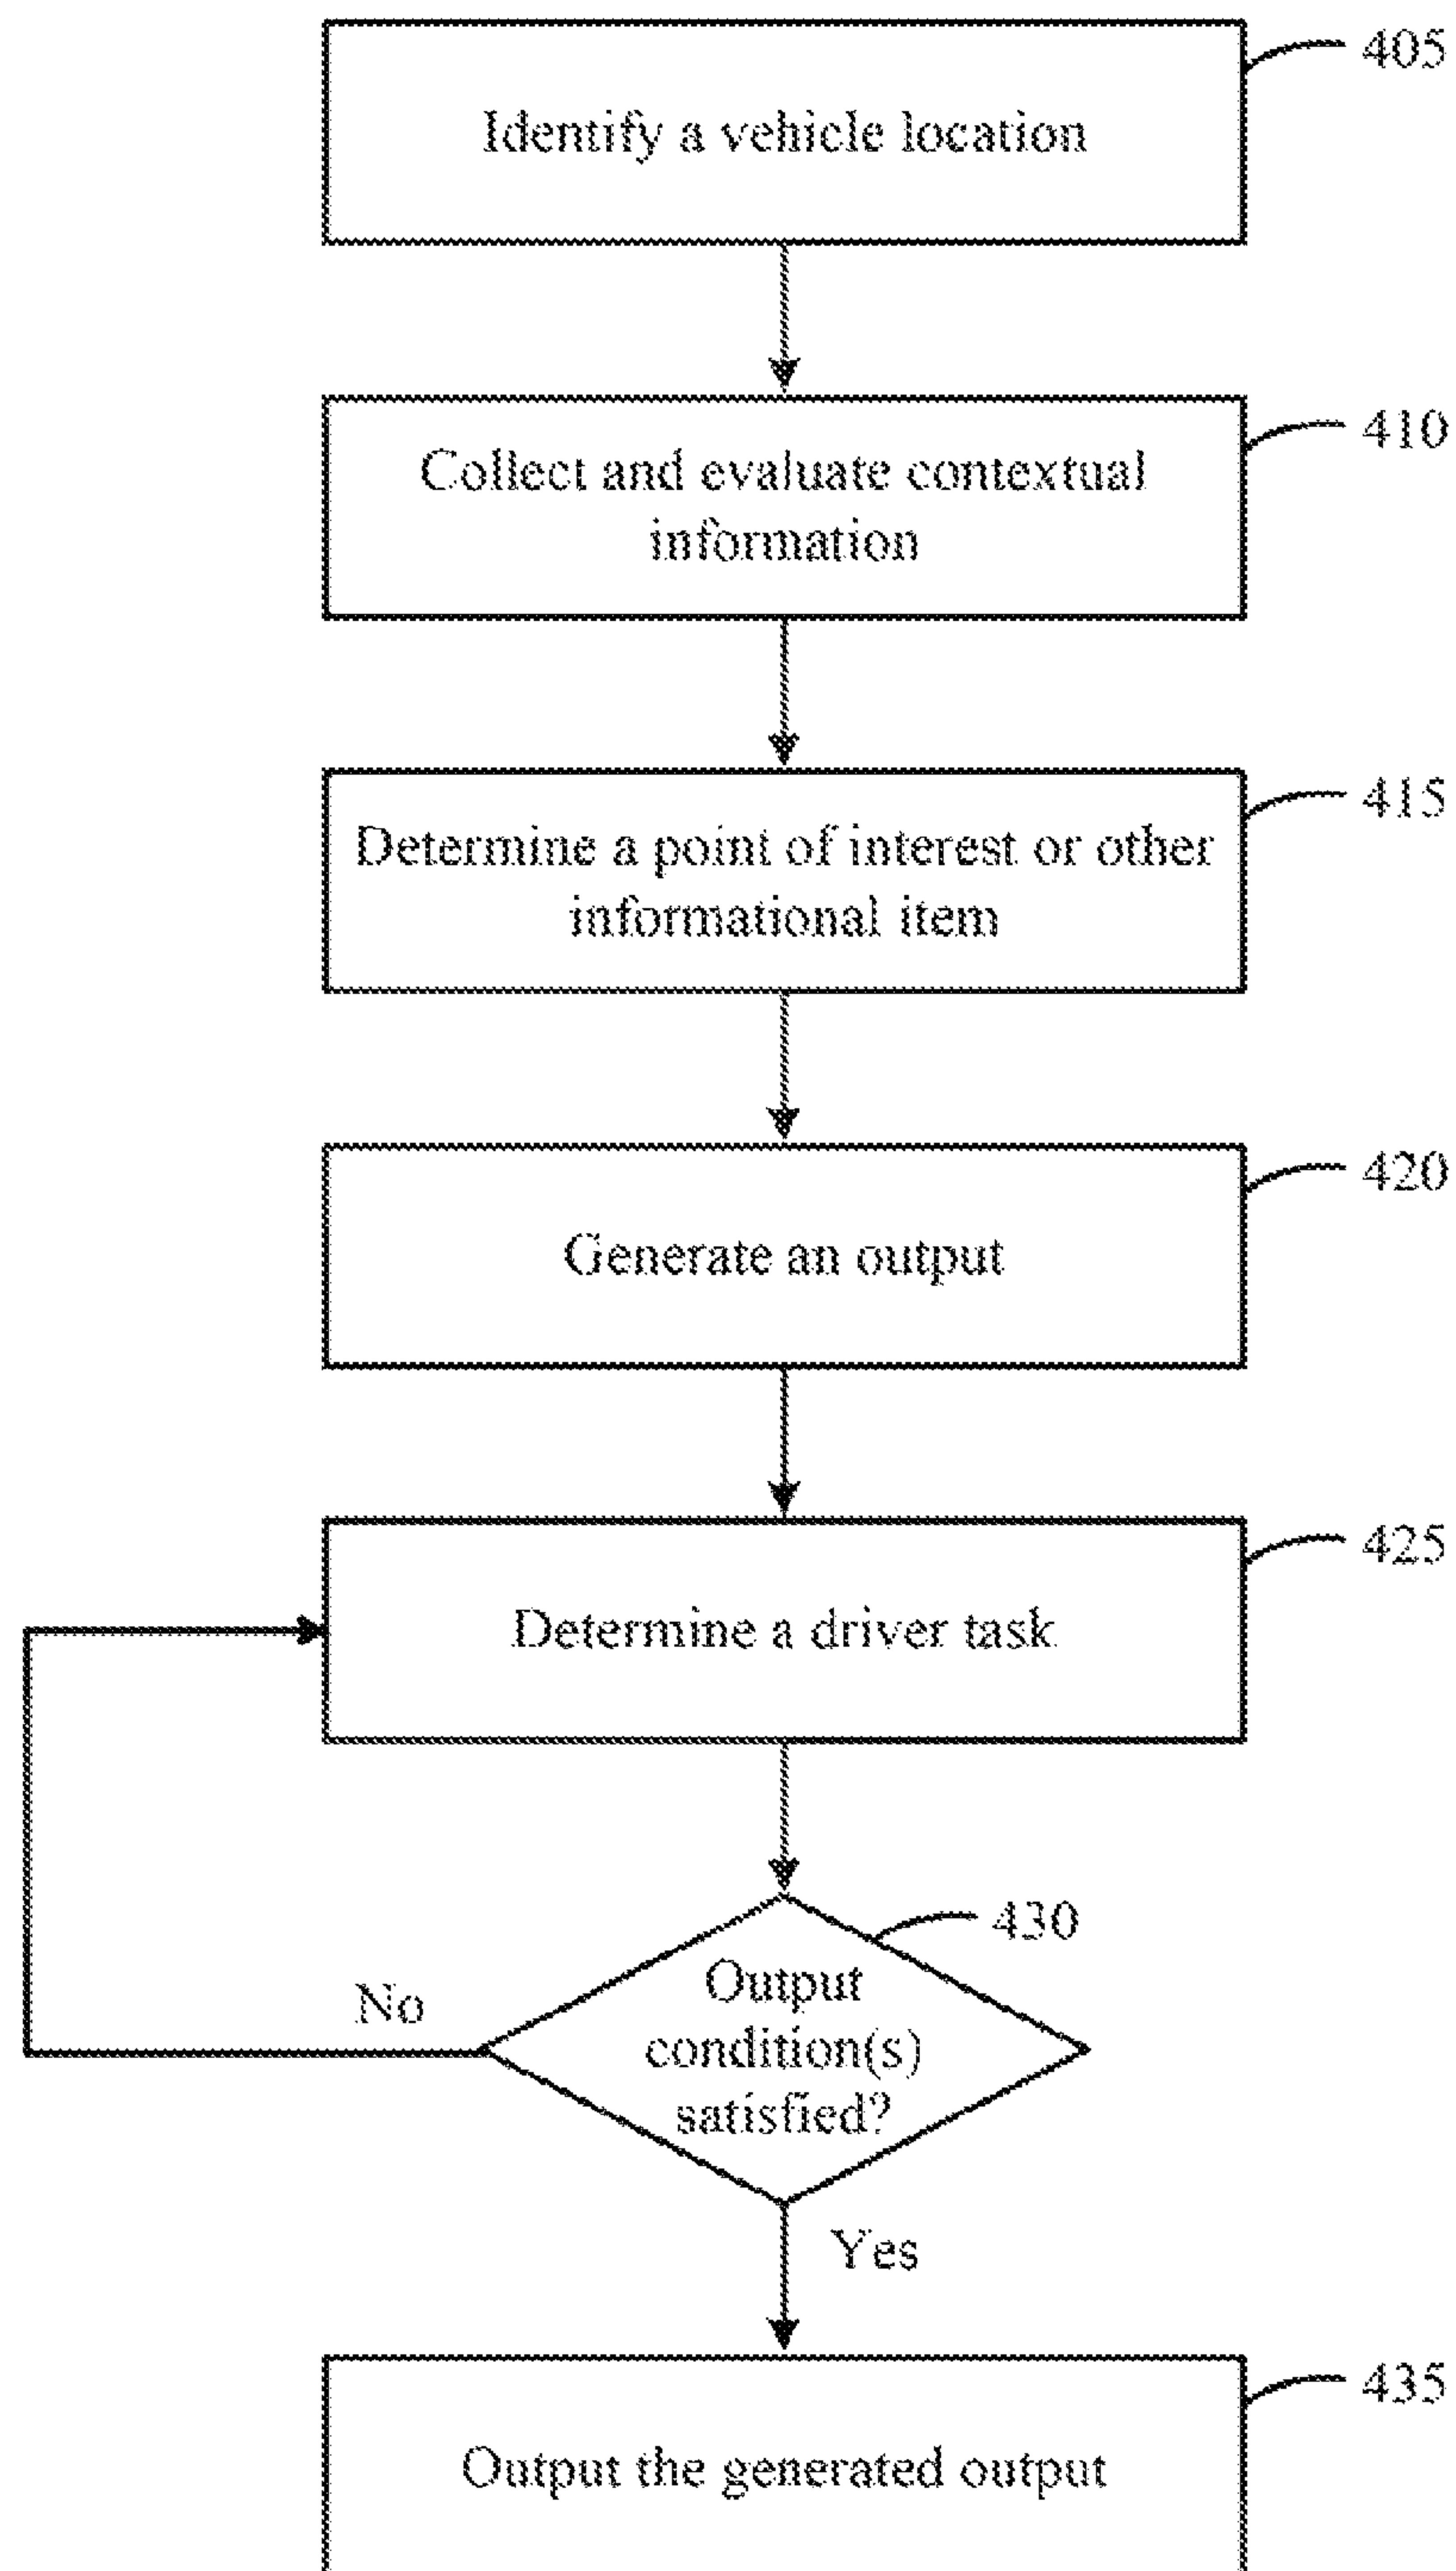 405
Identify a vehicle location
410
Collect and evaluate contextual
information
415
Determine a point of interest or other
informational item
420
Generate an output
425
Determine a driver task
430
Output
condition(s)
satisfied?
No
Yes
435
Output the generated output